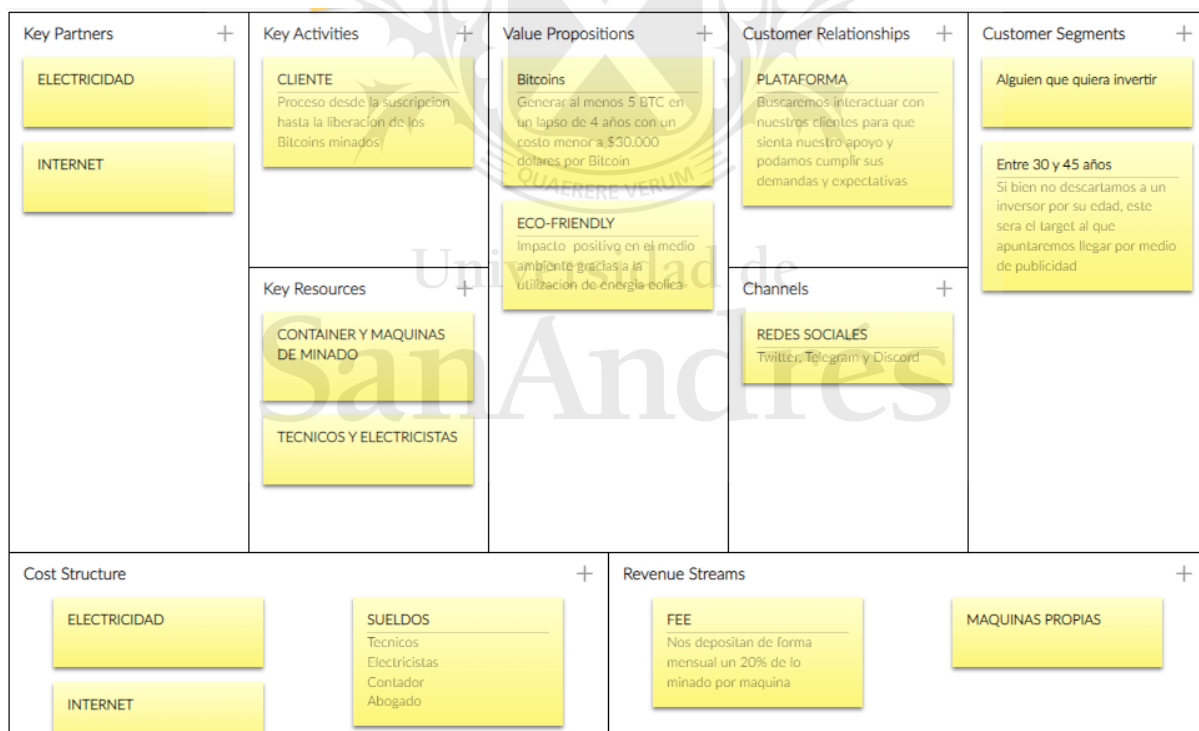 Key Partners +
ELECTRICIDAD
INTERNET
Key Activities +
CLIENTE
Proceso desde la suscripcion
hasta la liberacion de los
Bitcoins minados
Key Resources +
CONTAINER Y MAQUINAS
DE MINADO
TECNICOS Y ELECTRICISTAS
Value Propositions +
Bitcoins
Generar al menos 5 BTC en
un lapso de 4 años con un
costo menor a $30.000
dolares por Bitcoin
ECO-FRIENDLY
Impacto positivo en el medio
ambiente gracias a la
utilizacion de energia eolica
Customer Relationships +
PLATAFORMA
Buscaremos interactuar con
nuestros clientes para que
sienta nuestro apoyo y
podamos cumplir sus
demandas y expectativas
Channels +
REDES SOCIALES
Twitter, Telegram y Discord
Customer Segments +
Alguien que quiera invertir
Entre 30 y 45 años
Si bien no descartamos a un
inversor por su edad, este
sera el target al que
apuntaremos llegar por medio
de publicidad
Cost Structure +
ELECTRICIDAD
INTERNET
SUELDOS
Tecnicos
Electricistas
Contador
Abogado
Revenue Streams +
FEE
Nos depositan de forma
mensual un 20% de lo
minado por maquina
MAQUINAS PROPIAS
QUAERERE VERUM
Universidad de
SanAndrés